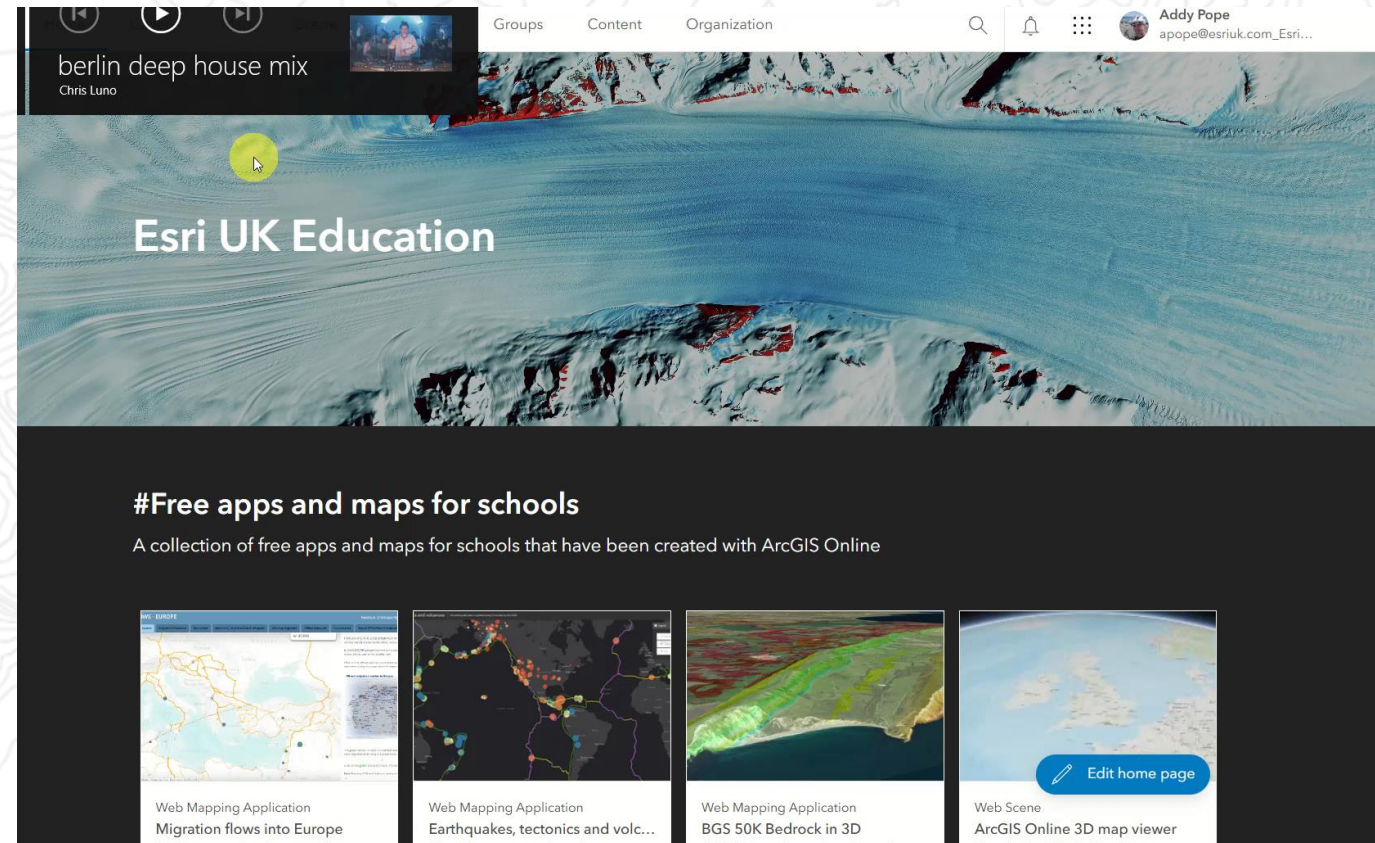 Groups Content Organization
Addy Pope
apope@esriuk.com_Esri...
berlin deep house mix
Chris Luno
Esri UK Education
#Free apps and maps for schools
A collection of free apps and maps for schools that have been created with ArcGIS Online
Edit home page
Web Mapping Application
Migration flows into Europe
Web Mapping Application
Earthquakes, tectonics and volc...
Web Mapping Application
BGS 50K Bedrock in 3D
Web Scene
ArcGIS Online 3D map viewer